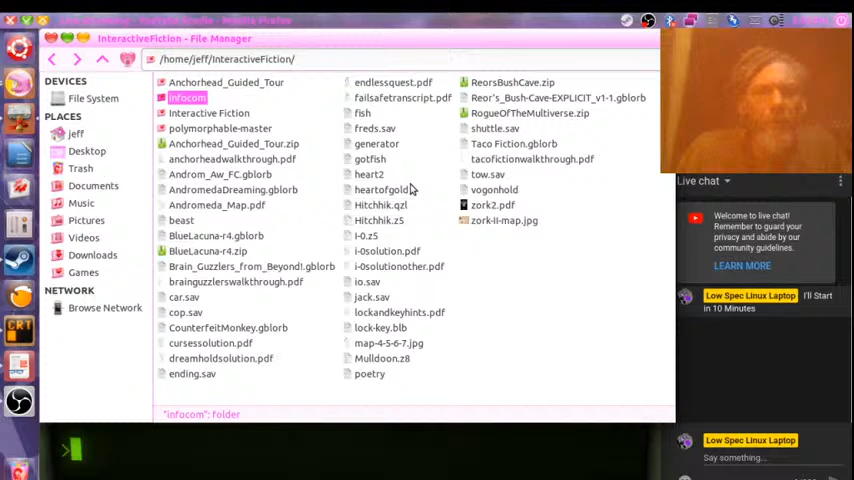 InteractiveFiction - File Manager
/home/jeff/InteractiveFiction/
DEVICES
File System
PLACES
jeff
Desktop
Trash
Documents
Music
Pictures
Videos
Downloads
Games
NETWORK
Browse Network
Anchorhead_Guided_Tour
infocom
Interactive Fiction
polymorphable-master
Anchorhead_Guided_Tour.zip
anchorheadwalkthrough.pdf
Androm_Aw_FC.gblorb
AndromedaDreaming.gblorb
Andromeda_Map.pdf
beast
BlueLacuna-r4.gblorb
BlueLacuna-r4.zip
Brain_Guzzlers_from_Beyond!.gblorb
brainguzzlerswalkthrough.pdf
car.sav
cop.sav
CounterfeitMonkey.gblorb
cursessolution.pdf
dreamholdsolution.pdf
ending.sav
endlessquest.pdf
failsafetranscript.pdf
fish
freds.sav
generator
gotfish
heart2
heartofgold
Hitchhik.qzl
Hitchhik.z5
i-0.z5
i-0solution.pdf
i-0solutionother.pdf
io.sav
jack.sav
lockandkeyhints.pdf
lock-key.blb
map-4-5-6-7.jpg
Mulldoon.z8
poetry
ReorsBushCave.zip
Reor's_Bush-Cave-EXPLICIT_v1-1.gblorb
RogueOfTheMultiverse.zip
shuttle.sav
Taco Fiction.gblorb
tacofictionwalkthrough.pdf
tow.sav
vogonhold
zork2.pdf
zork-II-map.jpg
"infocom": folder
>
CRT
Live chat
Welcome to live chat!
Remember to guard your
privacy and abide by our
community guidelines.
LEARN MORE
Low Spec Linux Laptop I'll Start
in 10 Minutes
Low Spec Linux Laptop
Say something...